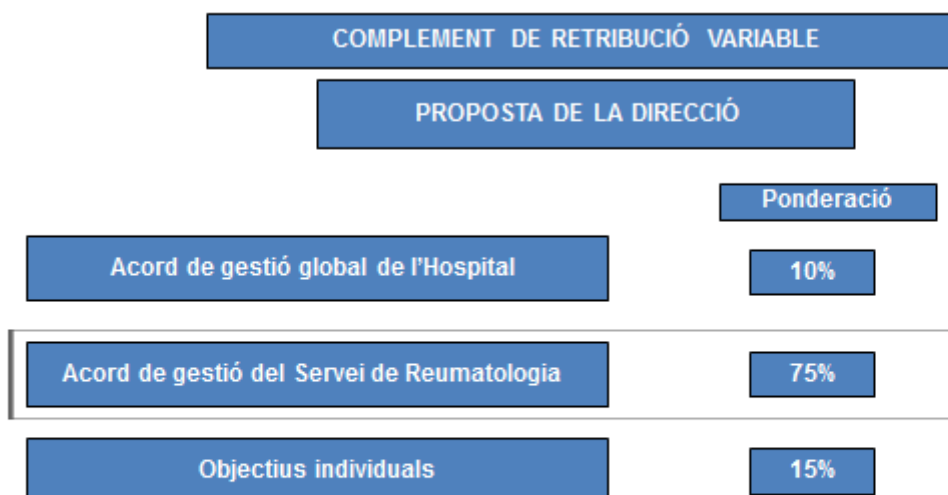 COMPLEMENT DE RETRIBUCIÓ VARIABLE
PROPOSTA DE LA DIRECCIÓ
Ponderació
Acord de gestió global de l'Hospital 10%
Acord de gestió del Servei de Reumatologia 75%
Objectius individuals 15%